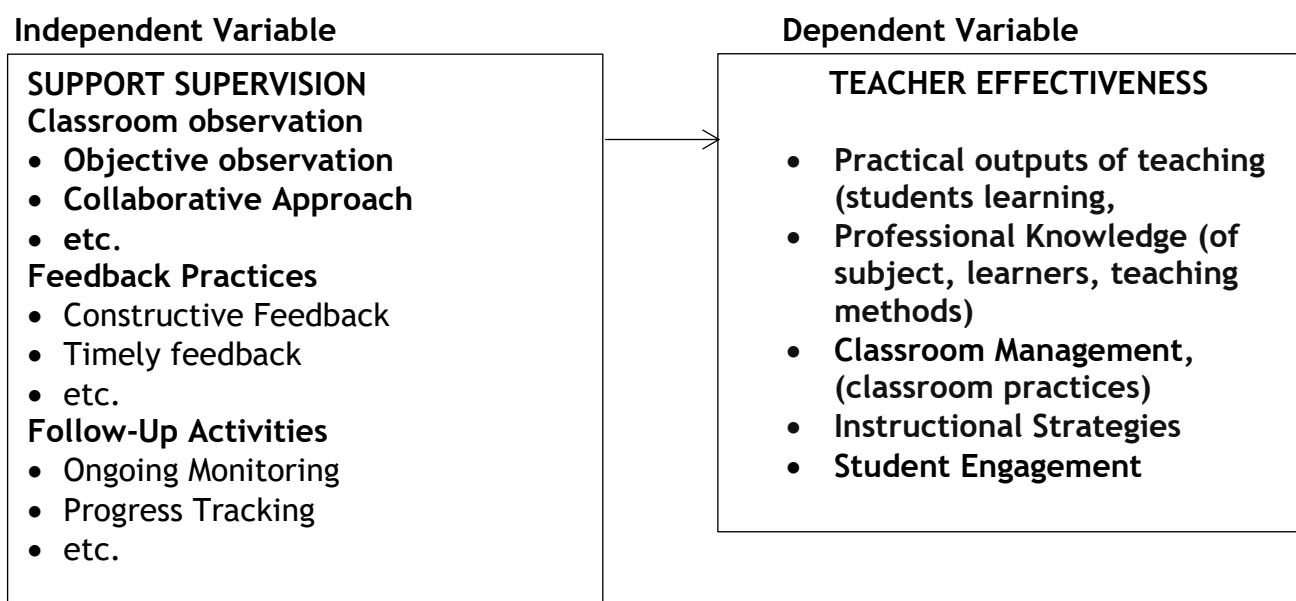 Independent Variable
SUPPORT SUPERVISION
Classroom observation
• Objective observation
• Collaborative Approach
• etc.
Feedback Practices
• Constructive Feedback
• Timely feedback
• etc.
Follow-Up Activities
• Ongoing Monitoring
• Progress Tracking
• etc.
Dependent Variable
TEACHER EFFECTIVENESS
• Practical outputs of teaching
(students learning,
• Professional Knowledge (of
subject, learners, teaching
methods)
• Classroom Management,
(classroom practices)
• Instructional Strategies
• Student Engagement